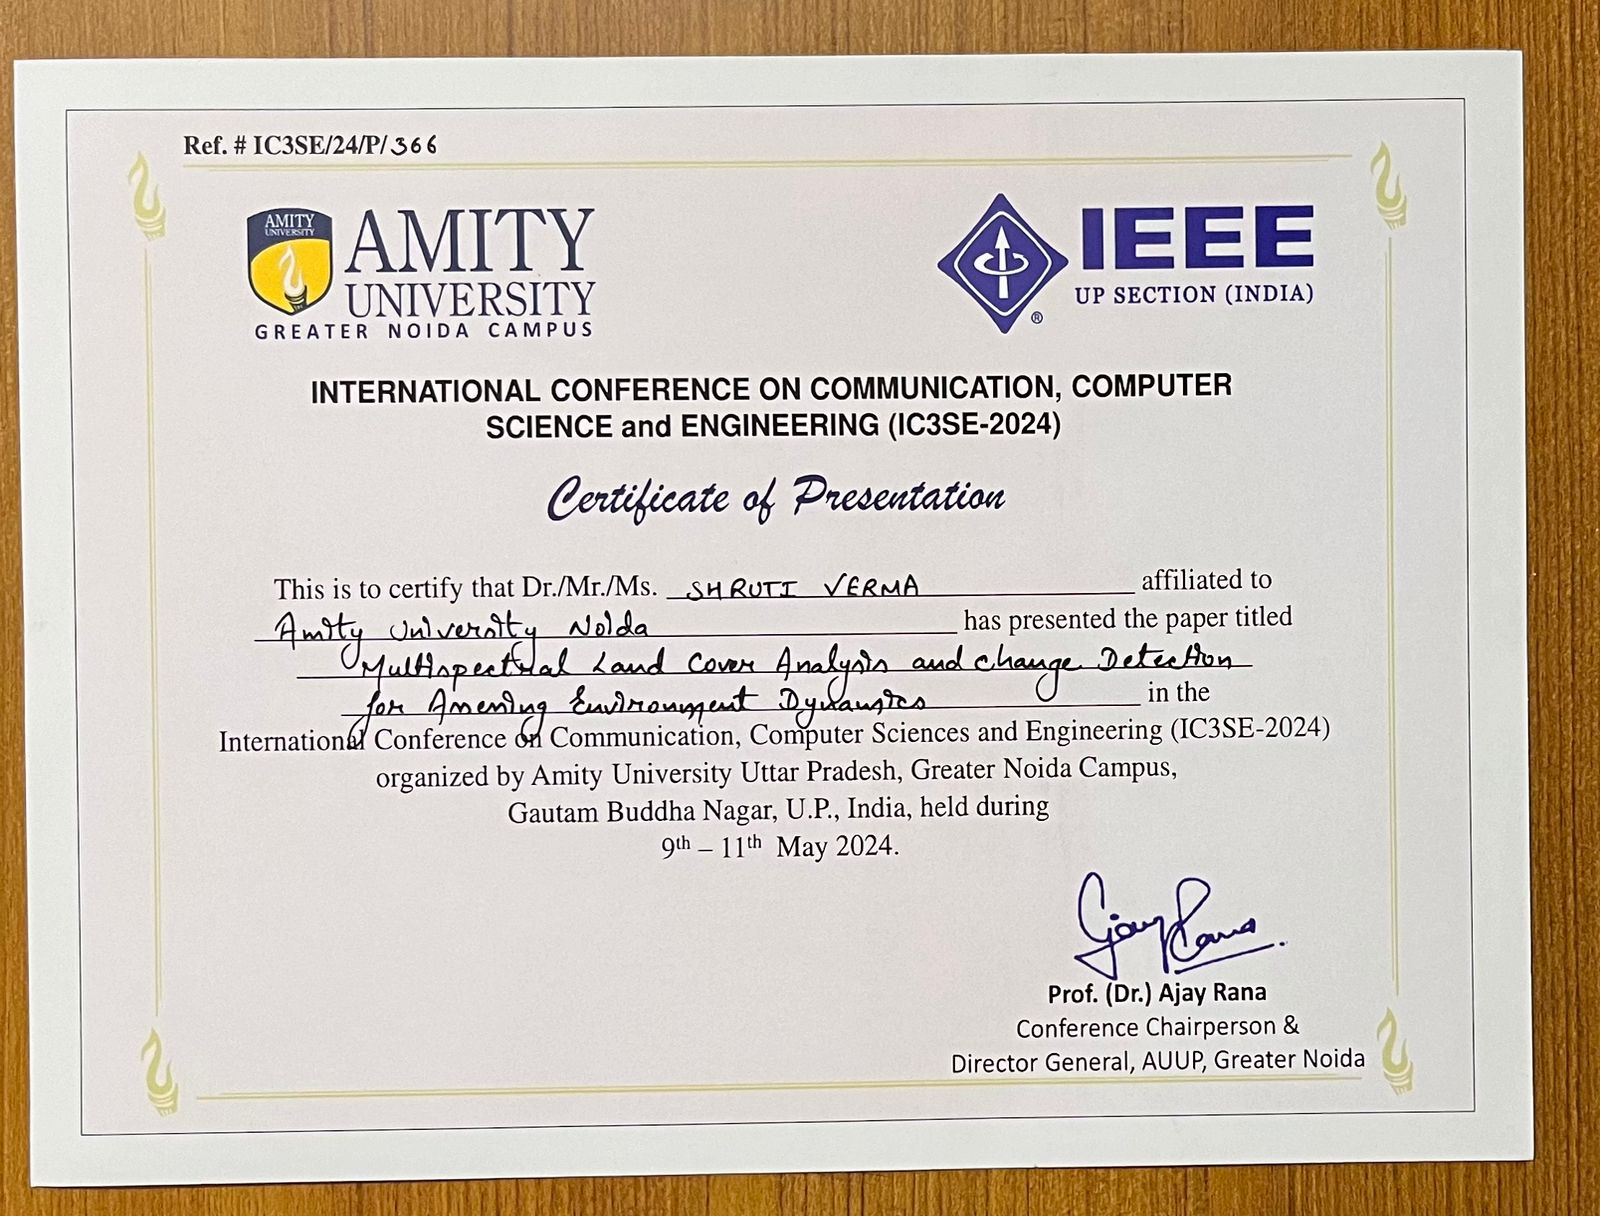 Ref. # IC3SE/24/P/366
AMITY UNIVERSITY
AMITY
UNIVERSITY
GREATER NOIDA CAMPUS
IEEE
UP SECTION (INDIA)
®
INTERNATIONAL CONFERENCE ON COMMUNICATION, COMPUTER
SCIENCE and ENGINEERING (IC3SE-2024)
Certificate of Presentation
This is to certify that Dr./Mr./Ms. SHRUTI VERMA affiliated to
Amity University Noida has presented the paper titled
Multispectral Land Cover Analysis and change Detection
for Assessing Environment Dynamics in the
International Conference on Communication, Computer Sciences and Engineering (IC3SE-2024)
organized by Amity University Uttar Pradesh, Greater Noida Campus,
Gautam Buddha Nagar, U.P., India, held during
9th – 11th May 2024.
Ajay Rana
Prof. (Dr.) Ajay Rana
Conference Chairperson &
Director General, AUUP, Greater Noida